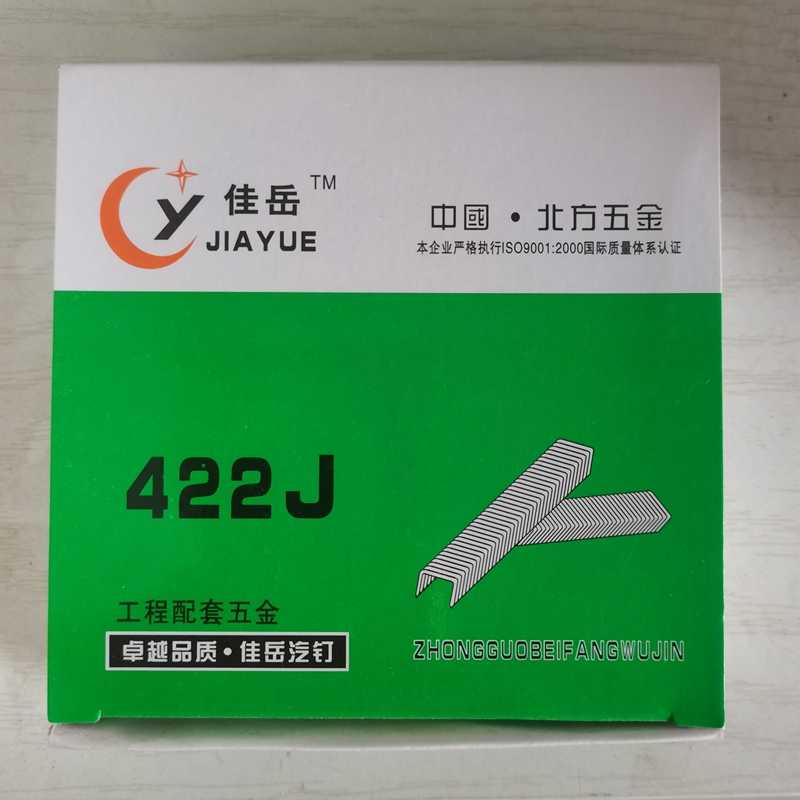 佳岳 TM
JIAYUE
中國·北方五金
本企业严格执行ISO9001:2000国际质量体系认证
422J
工程配套五金
卓越品质·佳岳汽钉
ZHONGGUOBEIFANGWUJIN